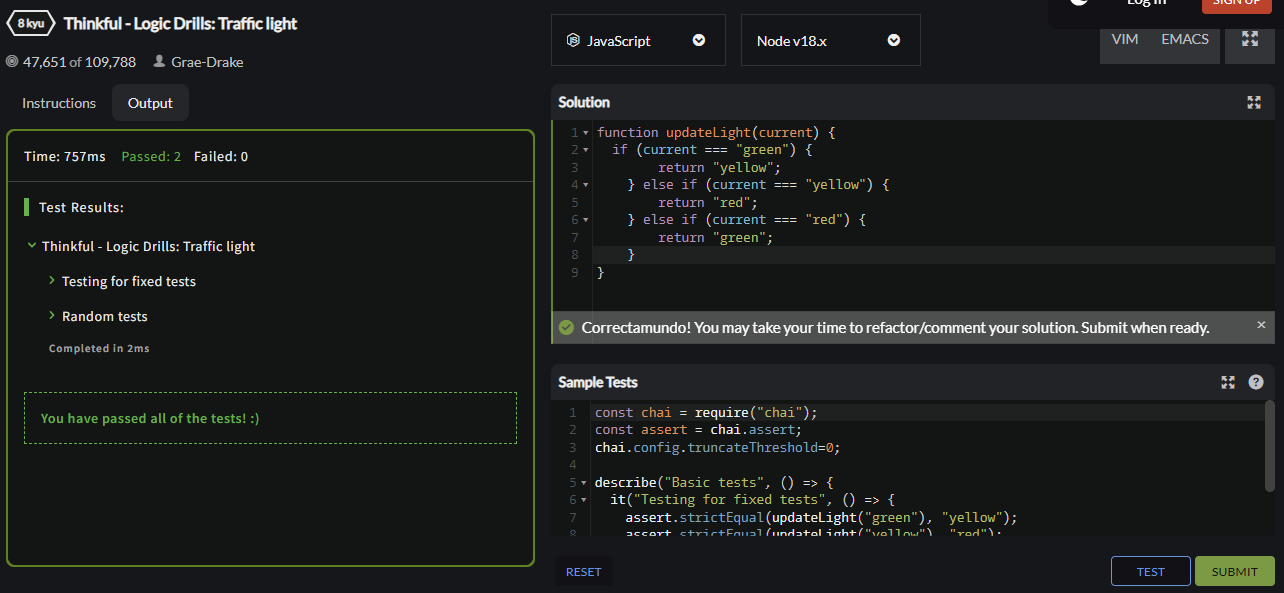 8 kyu Thinkful - Logic Drills: Traffic light
47,651 of 109,788 Grae-Drake
Instructions Output
Time: 757ms Passed: 2 Failed: 0
Test Results:
Thinkful - Logic Drills: Traffic light
Testing for fixed tests
Random tests
Completed in 2ms
You have passed all of the tests! :)
JavaScript
Node v18.x
Log in
SIGN UP
VIM EMACS
Solution
1 function updateLight(current) {
2 if (current === "green") {
3 return "yellow";
4 } else if (current === "yellow") {
5 return "red";
6 } else if (current === "red") {
7 return "green";
8 }
9 }
Correctamundo! You may take your time to refactor/comment your solution. Submit when ready.
Sample Tests
1 const chai = require("chai");
2 const assert = chai.assert;
3 chai.config.truncateThreshold=0;
4
5 describe("Basic tests", () => {
6 it("Testing for fixed tests", () => {
7 assert.strictEqual(updateLight("green"), "yellow");
8 assert.strictEqual(updateLight("yellow"), "red");
RESET TEST SUBMIT